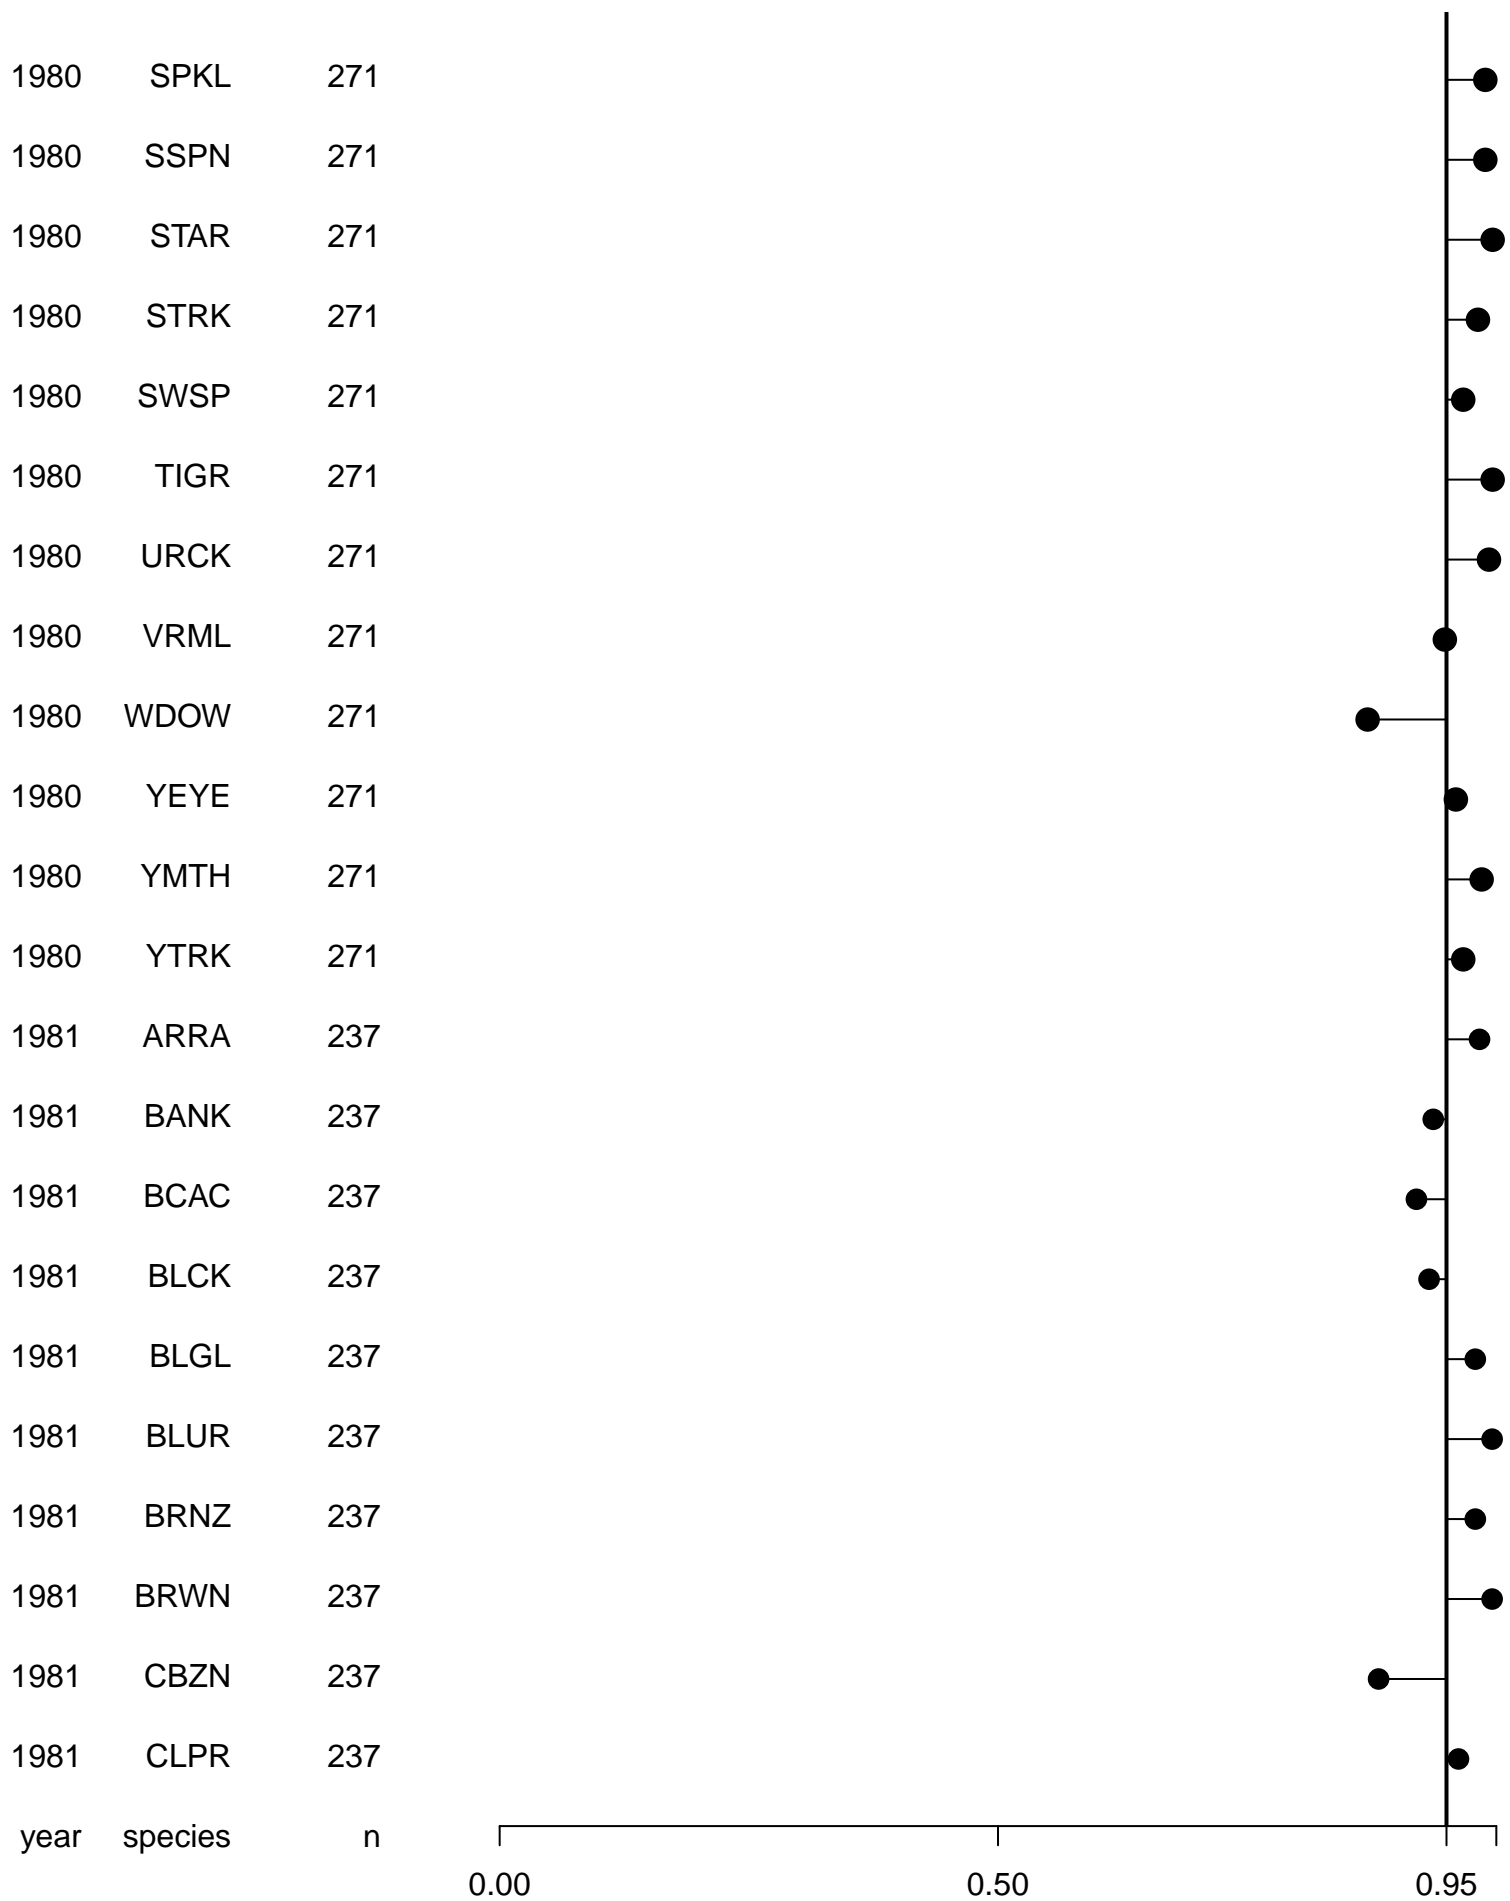 1980 SPKL 271
1980 SSPN 271
1980 STAR 271
1980 STRK 271
1980 SWSP 271
1980 TIGR 271
1980 URCK 271
1980 VRML 271
1980 WDOW 271
1980 YEYE 271
1980 YMTH 271
1980 YTRK 271
1981 ARRA 237
1981 BANK 237
1981 BCAC 237
1981 BLCK 237
1981 BLGL 237
1981 BLUR 237
1981 BRNZ 237
1981 BRWN 237
1981 CBZN 237
1981 CLPR 237
year species n
0.00 0.50 0.95